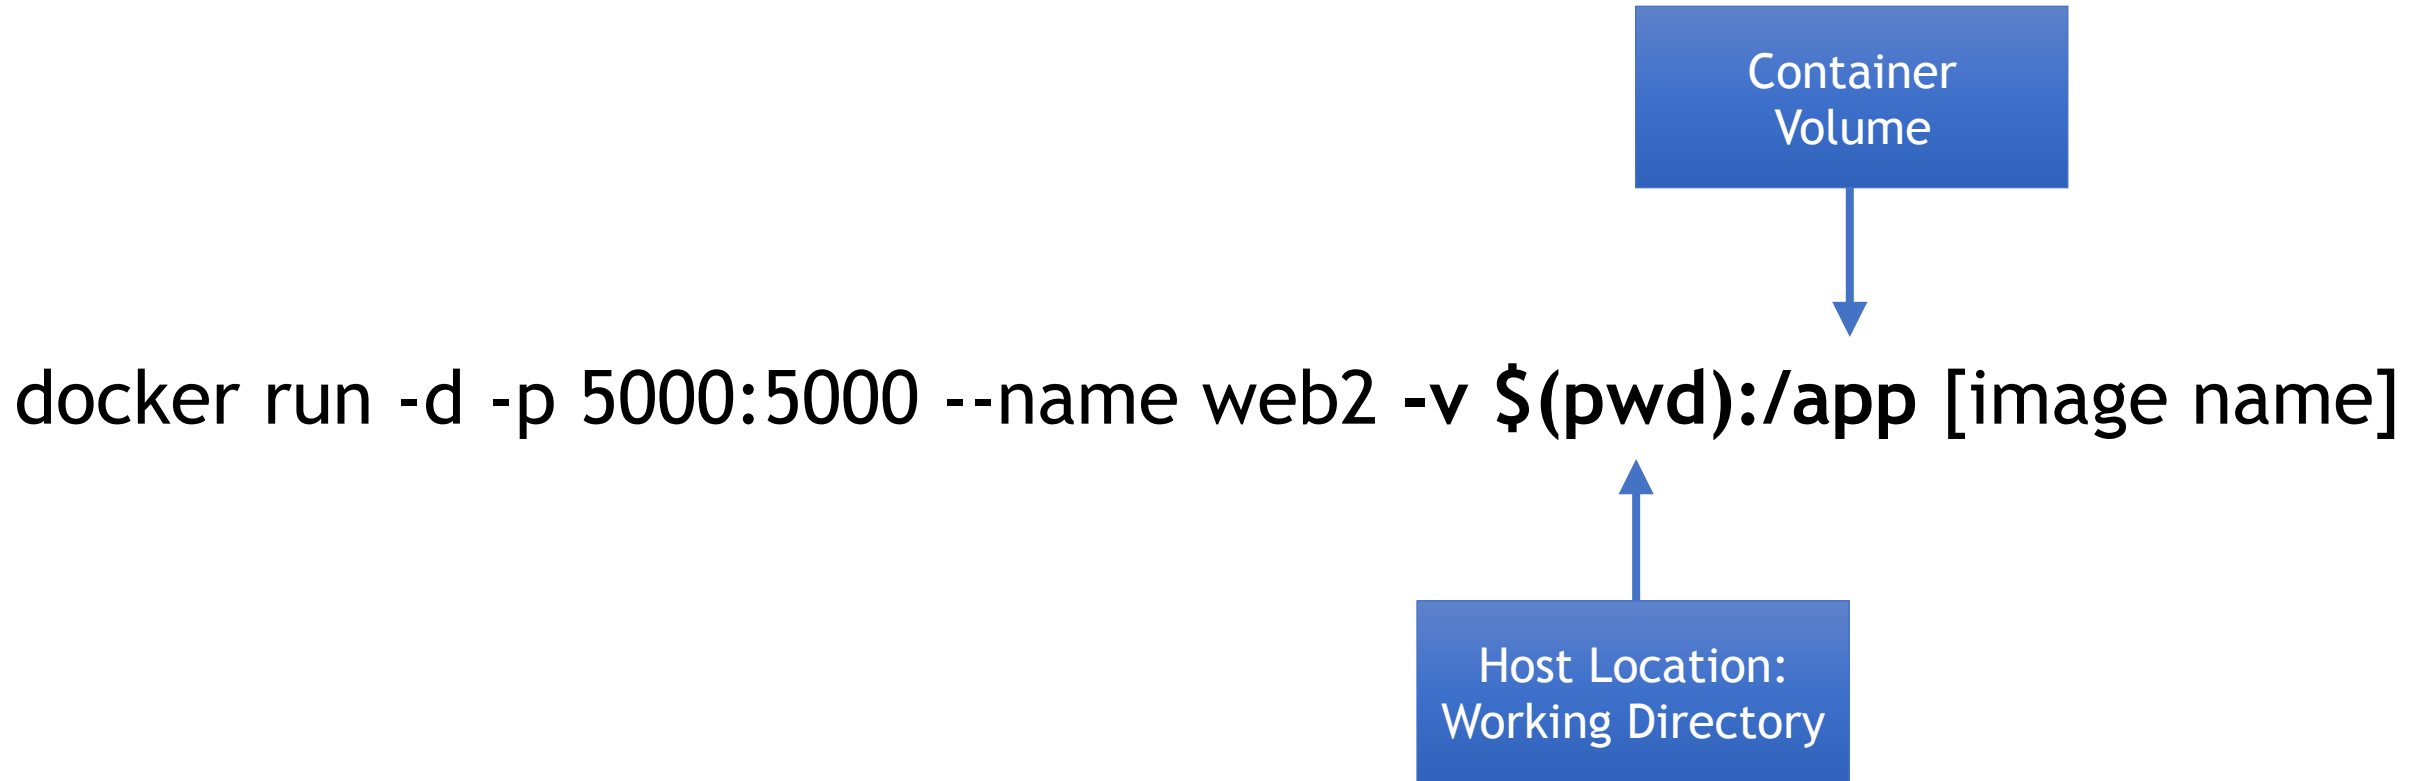 Container
Volume
docker run -d -p 5000:5000 --name web2 -v $(pwd):/app [image name]
Host Location:
Working Directory